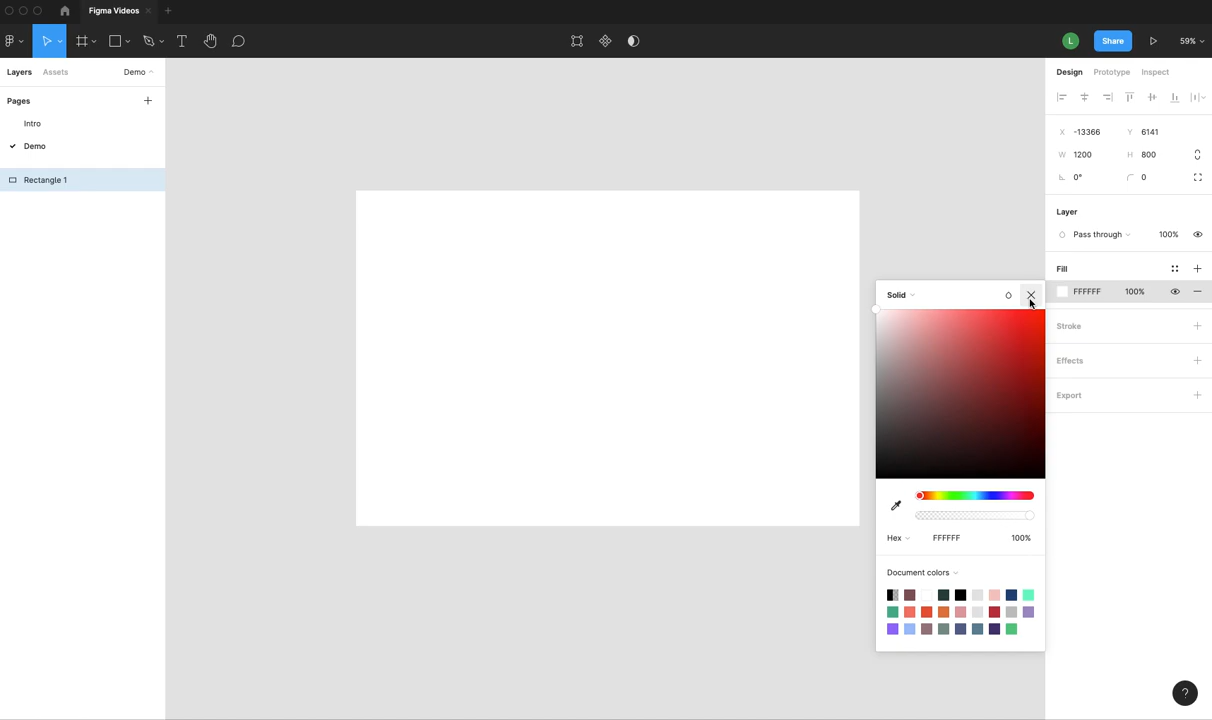 Figma Videos
L
Share
59%
Layers
Assets
Demo
Design
Prototype
Inspect
Pages
Intro
Demo
Rectangle 1
X
-13366
Y
6141
W
1200
H
800
0°
0
Layer
Pass through
100%
Fill
FFFFFF
100%
Stroke
Effects
Export
Solid
Hex
FFFFFF
100%
Document colors
?